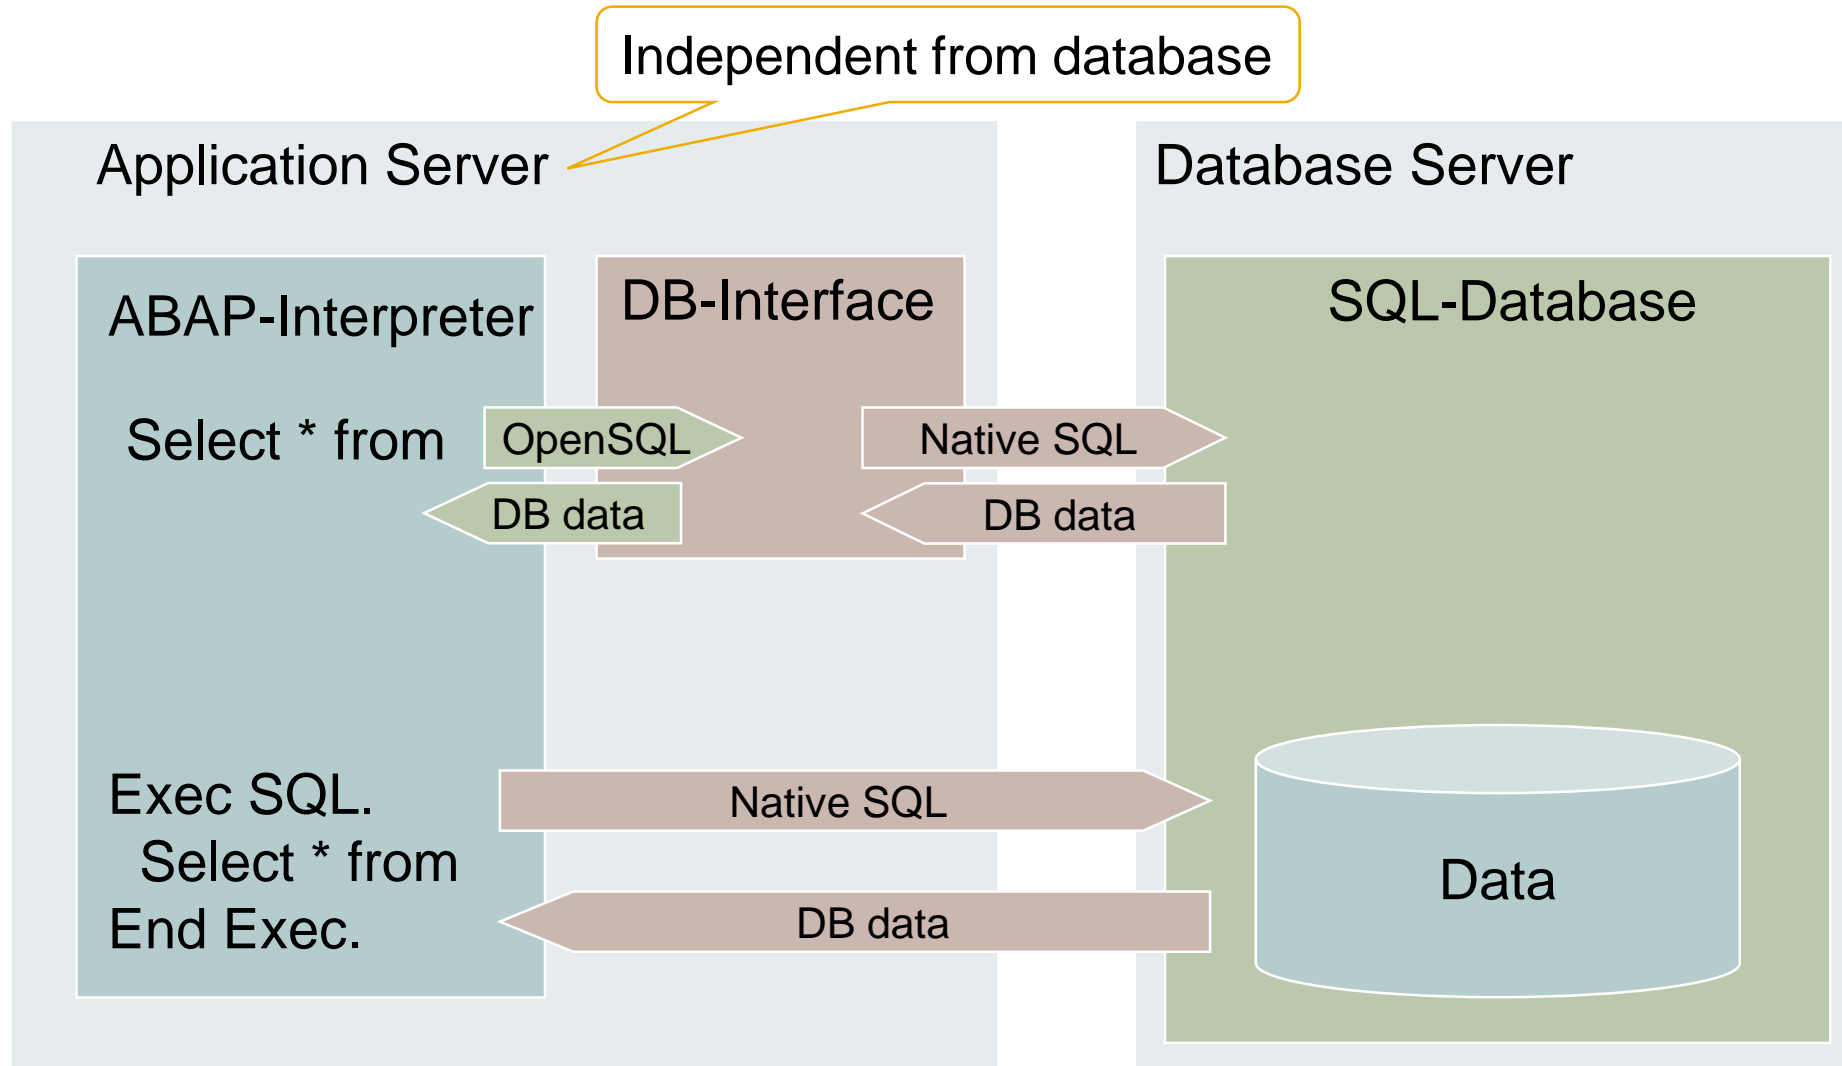 Independent from database
Application Server
Database Server
ABAP-Interpreter
DB-Interface
SQL-Database
Select * from
OpenSQL
Native SQL
DB data
DB data
Exec SQL.
Select * from
End Exec.
Native SQL
DB data
Data